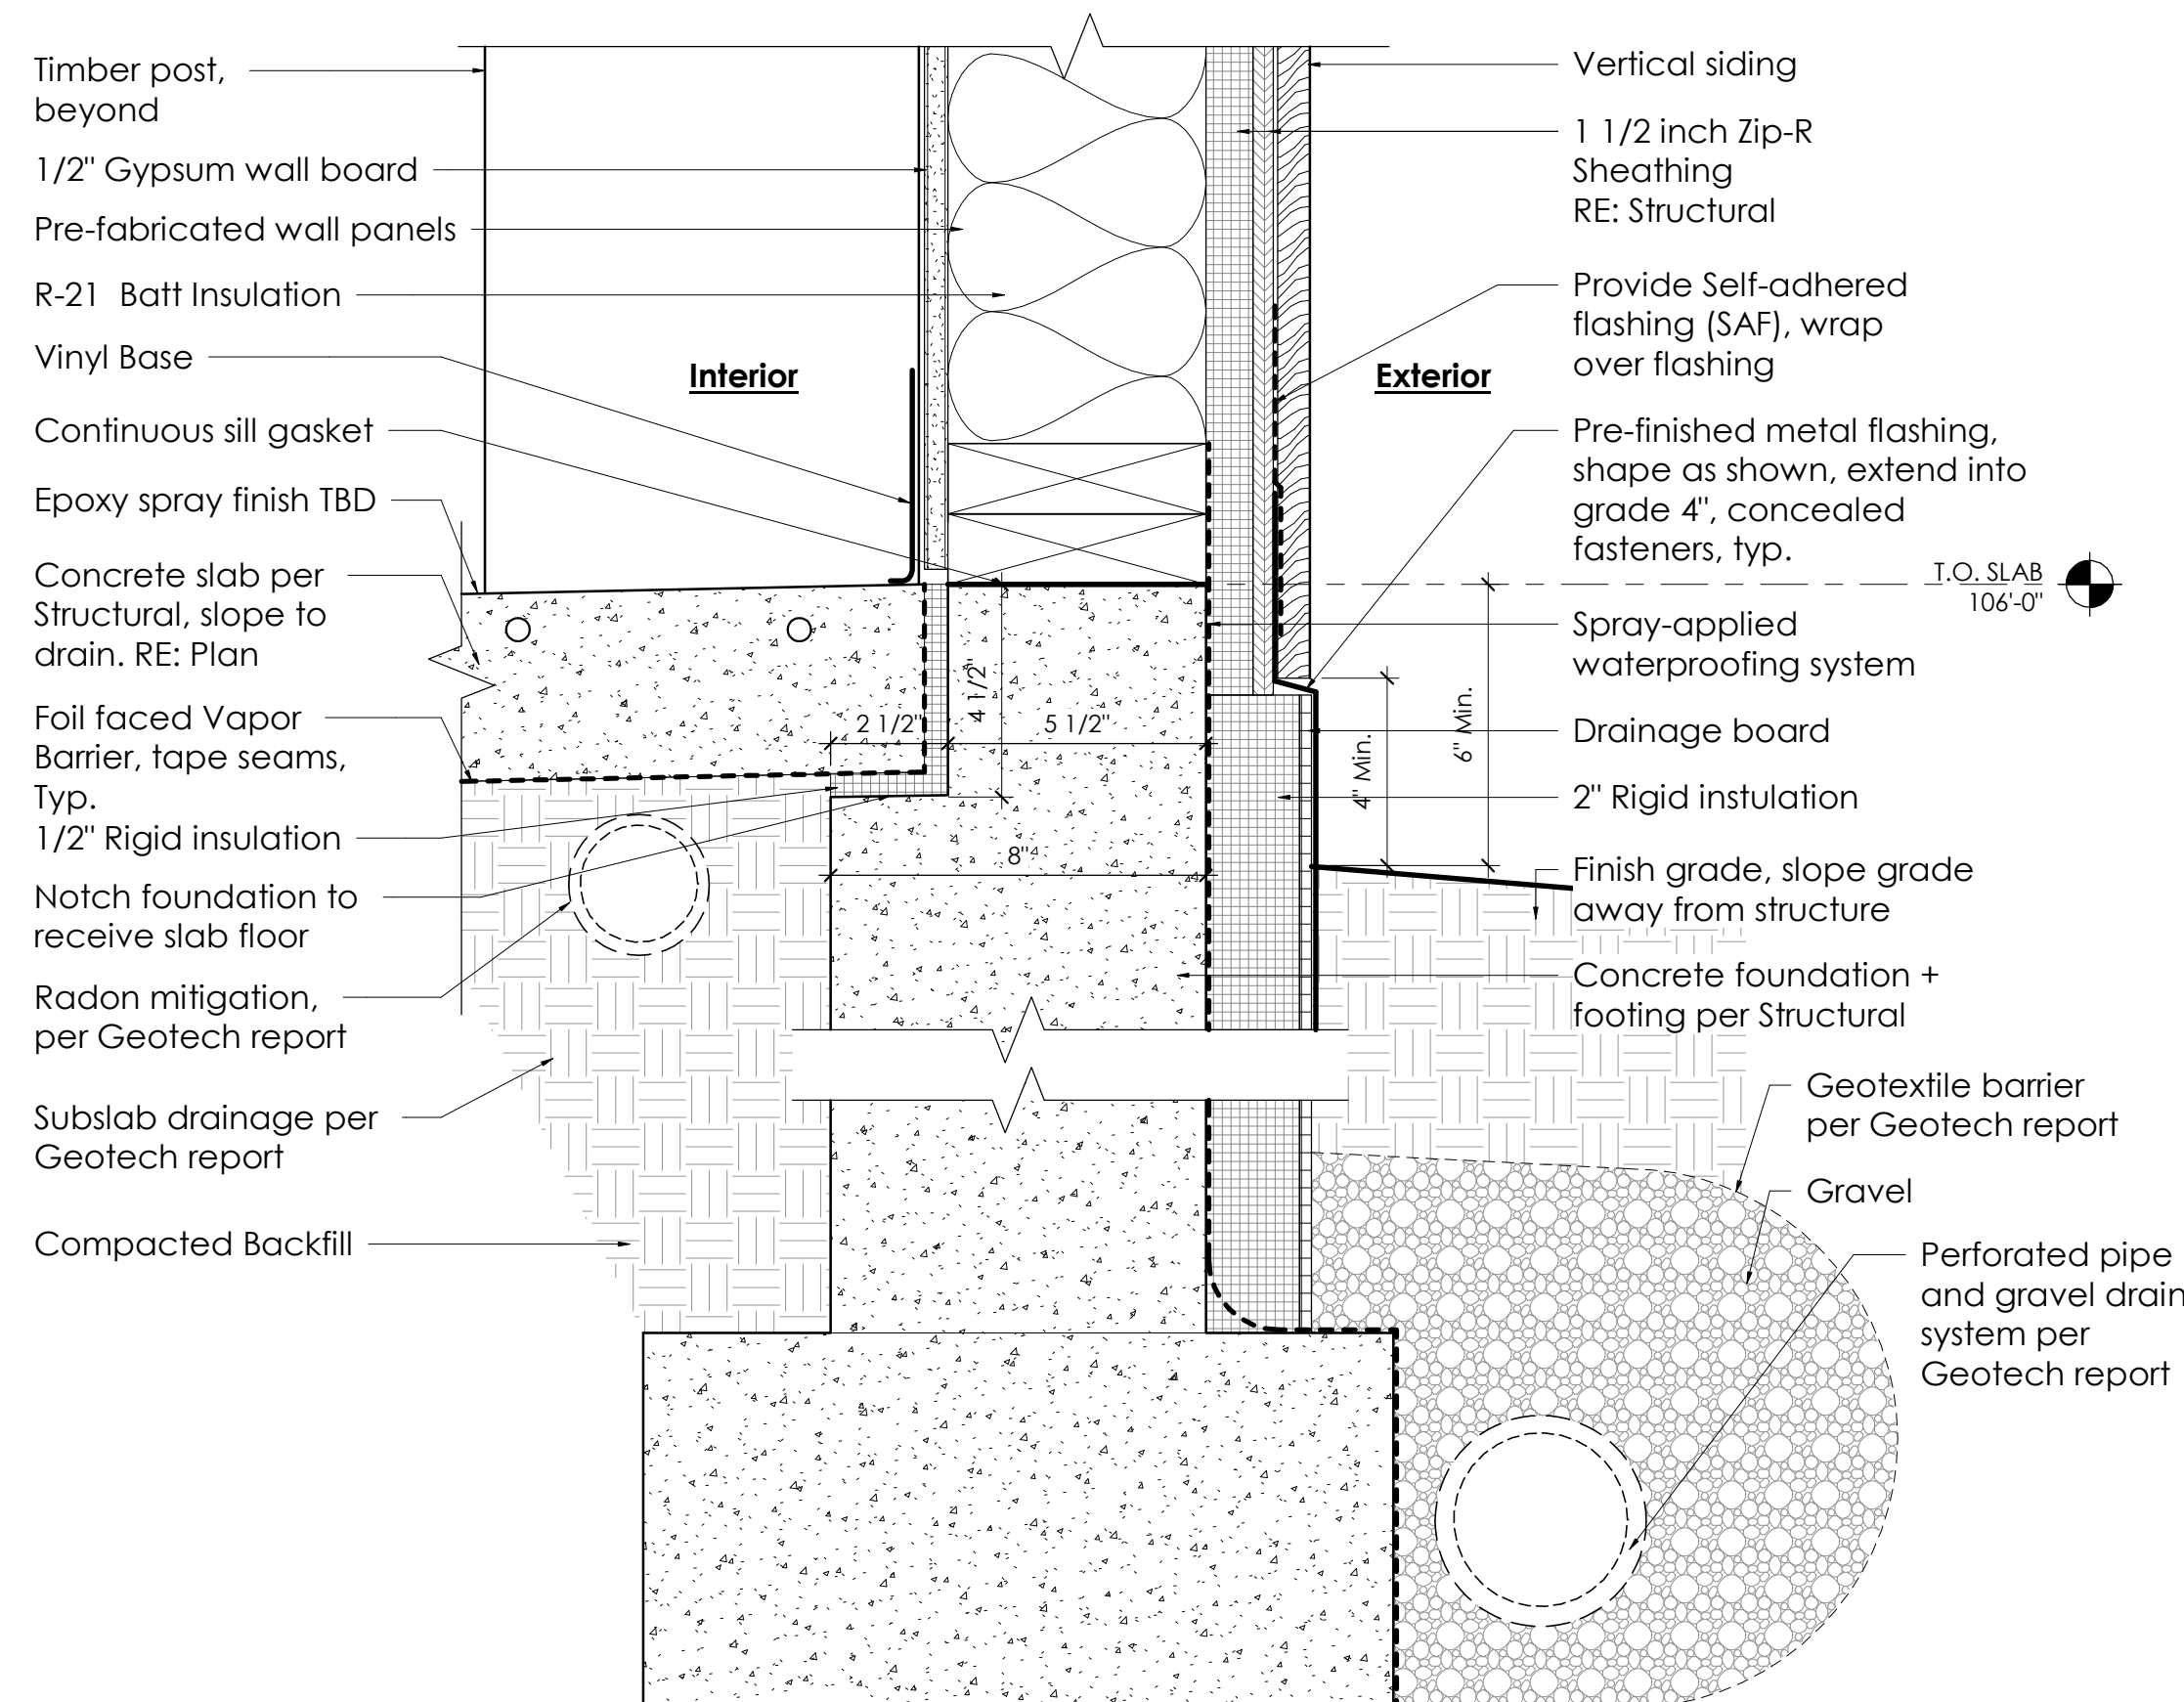 Timber post,
beyond
1/2" Gypsum wall board
Pre-fabricated wall panels
R-21 Batt Insulation
Vinyl Base
Continuous sill gasket
Epoxy spray finish TBD
Concrete slab per
Structural, slope to
drain. RE: Plan
Foil faced Vapor
Barrier, tape seams,
Typ.
1/2" Rigid insulation
Notch foundation to
receive slab floor
Radon mitigation,
per Geotech report
Subslab drainage per
Geotech report
Compacted Backfill
Interior
Exterior
4 1/2"
2 1/2"
5 1/2"
8"
4" Min.
6" Min.
Vertical siding
1 1/2 inch Zip-R
Sheathing
RE: Structural
Provide Self-adhered
flashing (SAF), wrap
over flashing
Pre-finished metal flashing,
shape as shown, extend into
grade 4", concealed
fasteners, typ.
T.O. SLAB
106'-0"
Spray-applied
waterproofing system
Drainage board
2" Rigid instulation
Finish grade, slope grade
away from structure
Concrete foundation +
footing per Structural
Geotextile barrier
per Geotech report
Gravel
Perforated pipe
and gravel drain
system per
Geotech report